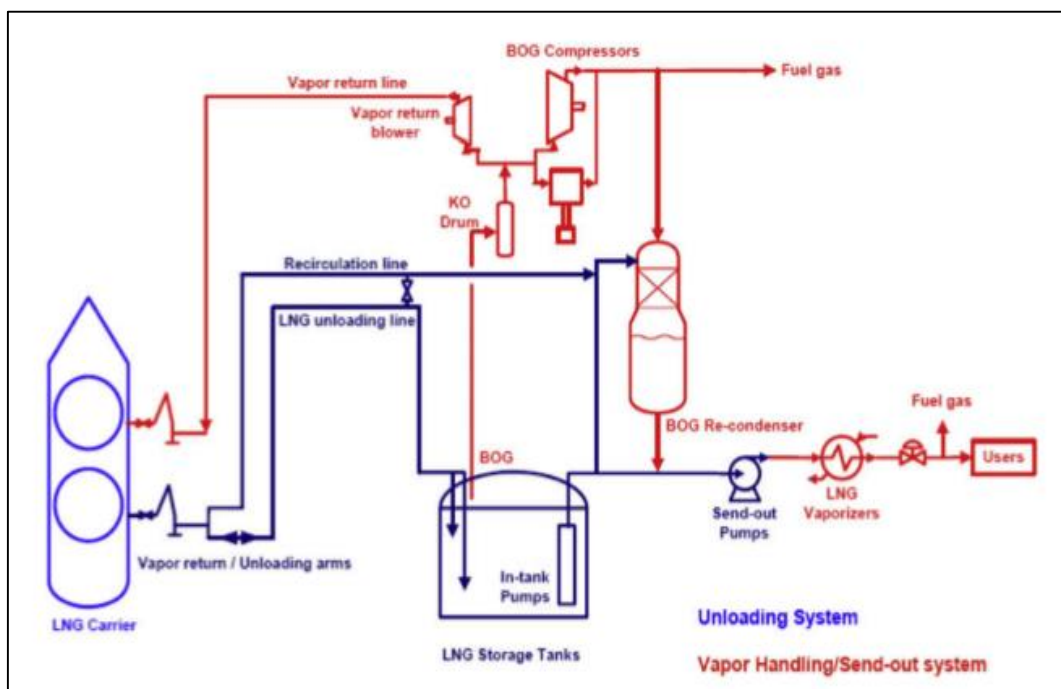 BOG Compressors
Fuel gas
Vapor return line
Vapor return
blower
KO
Drum
Recirculation line
LNG unloading line
BOG Re-condenser
Fuel gas
Users
BOG
LNG
Vaporizers
Send-out
Pumps
Vapor return / Unloading arms
In-tank
Pumps
LNG Carrier
Unloading System
LNG Storage Tanks
Vapor Handling/Send-out system